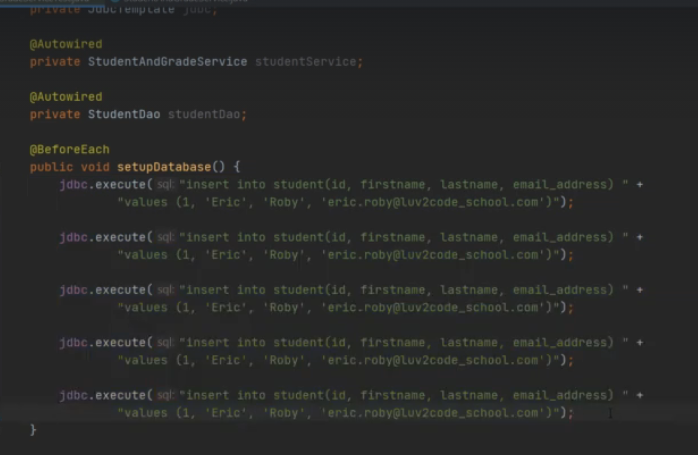 private JdbcTemplate jdbc;
@Autowired
private StudentAndGradeService studentService;
@Autowired
private StudentDao studentDao;
@BeforeEach
public void setupDatabase() {
jdbc.execute( sql: "insert into student(id, firstname, lastname, email_address) " +
"values (1, 'Eric', 'Roby', 'eric.roby@luv2code_school.com')");
jdbc.execute( sql: "insert into student(id, firstname, lastname, email_address) " +
"values (1, 'Eric', 'Roby', 'eric.roby@luv2code_school.com')");
jdbc.execute( sql: "insert into student(id, firstname, lastname, email_address) " +
"values (1, 'Eric', 'Roby', 'eric.roby@luv2code_school.com')");
jdbc.execute( sql: "insert into student(id, firstname, lastname, email_address) " +
"values (1, 'Eric', 'Roby', 'eric.roby@luv2code_school.com')");
jdbc.execute( sql: "insert into student(id, firstname, lastname, email_address) " +
"values (1, 'Eric', 'Roby', 'eric.roby@luv2code_school.com')");
}